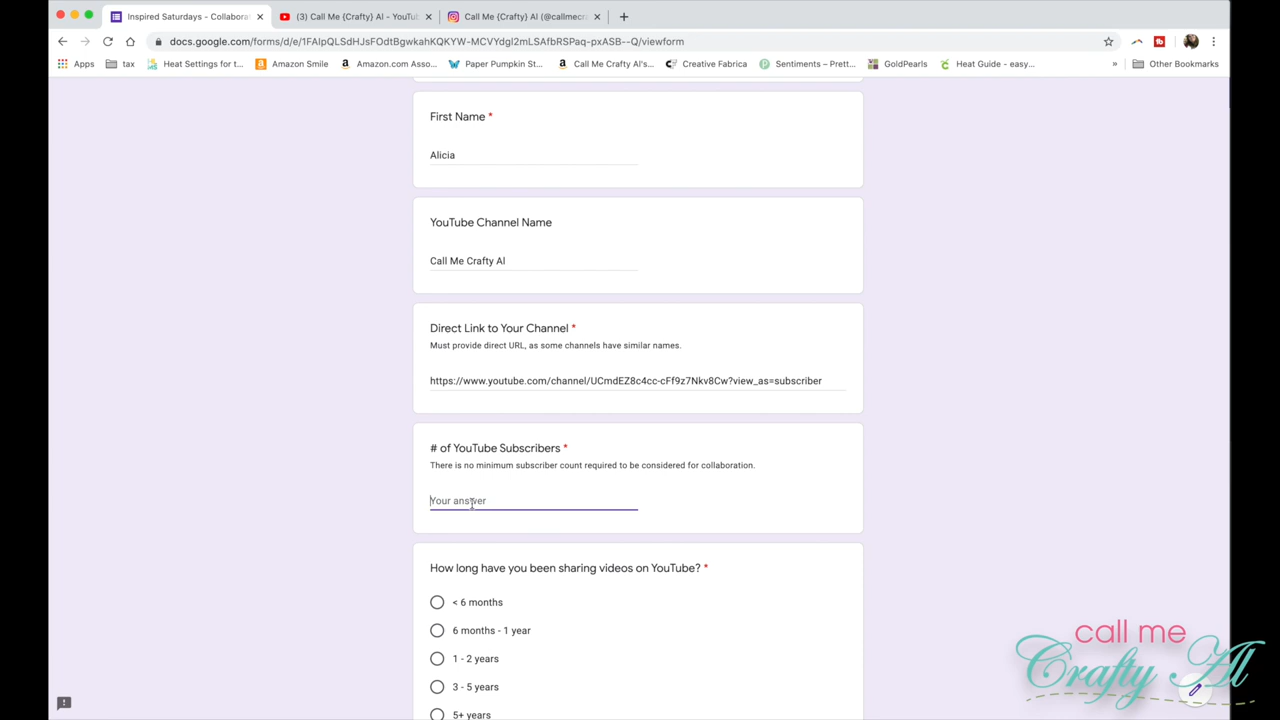 Inspired Saturdays - Collabora
(3) Call Me {Crafty} Al - YouTu
Call Me {Crafty} Al (@callmecr
docs.google.com/forms/d/e/1FAIpQLSdHJsFOdtBgwkahKQKYW-MCVYdgl2mLSAfbRSPaq-pxASB--Q/viewform
Apps
tax
Heat Settings for t...
Amazon Smile
Amazon.com Asso...
Paper Pumpkin St...
Call Me Crafty Al's...
Creative Fabrica
Sentiments – Prett...
GoldPearls
Heat Guide - easy...
»
Other Bookmarks
First Name *
Alicia
YouTube Channel Name
Call Me Crafty Al
Direct Link to Your Channel *
Must provide direct URL, as some channels have similar names.
https://www.youtube.com/channel/UCmdEZ8c4cc-cFf9z7Nkv8Cw?view_as=subscriber
# of YouTube Subscribers *
There is no minimum subscriber count required to be considered for collaboration.
Your answer
How long have you been sharing videos on YouTube? *
< 6 months
6 months - 1 year
1 - 2 years
3 - 5 years
5+ years
call me
Crafty Al